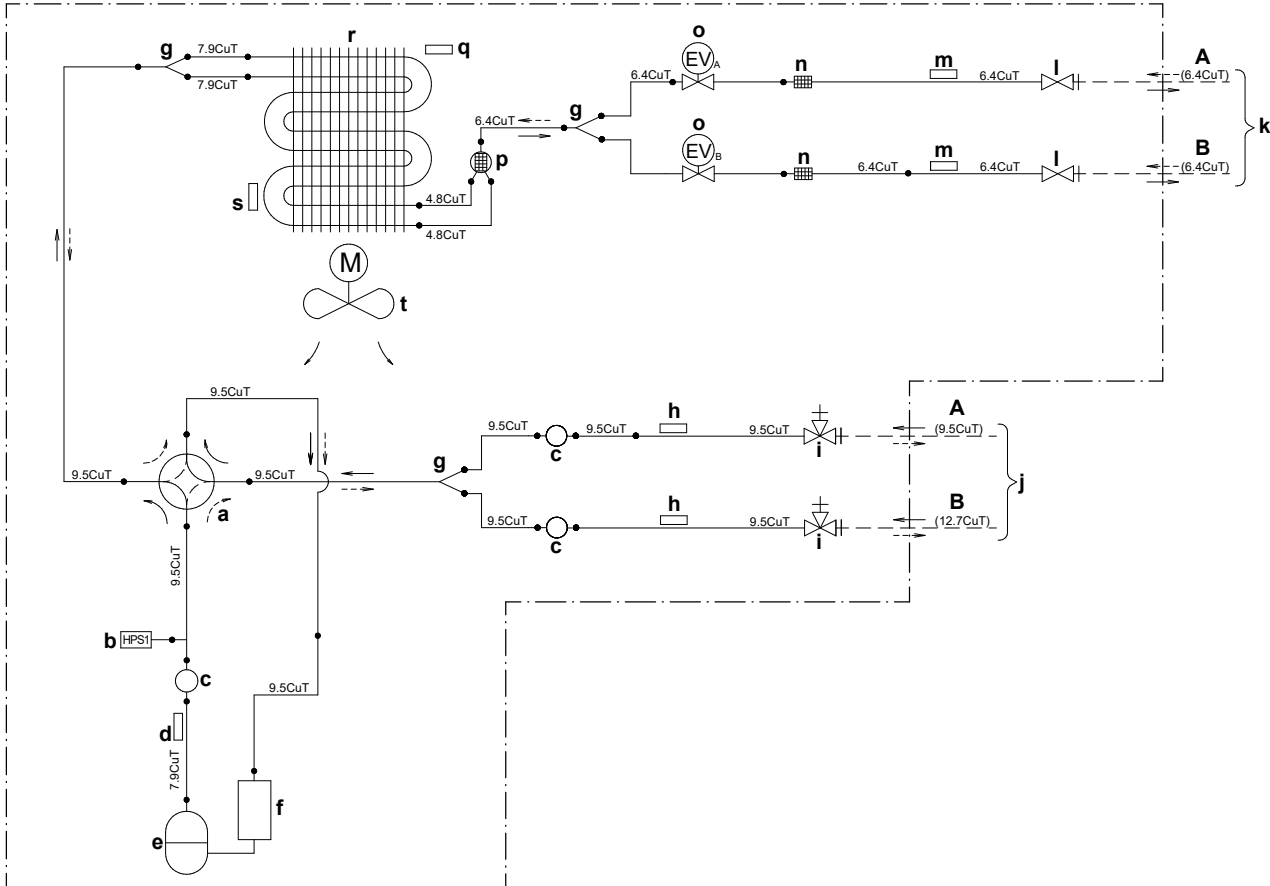 r
q
o
A
g
7.9CuT
EV A
n
m
l
6.4CuT
6.4CuT
(6.4CuT)
7.9CuT
g
o
k
6.4CuT
B
EV B
n
m
l
p
6.4CuT
6.4CuT
(6.4CuT)
s
4.8CuT
4.8CuT
M
t
9.5CuT
A
h
9.5CuT
9.5CuT
9.5CuT
(9.5CuT)
c
i
g
9.5CuT
9.5CuT
j
a
h
B
9.5CuT
9.5CuT
(12.7CuT)
c
i
9.5CuT
b
HPS1
c
9.5CuT
d
7.9CuT
f
e